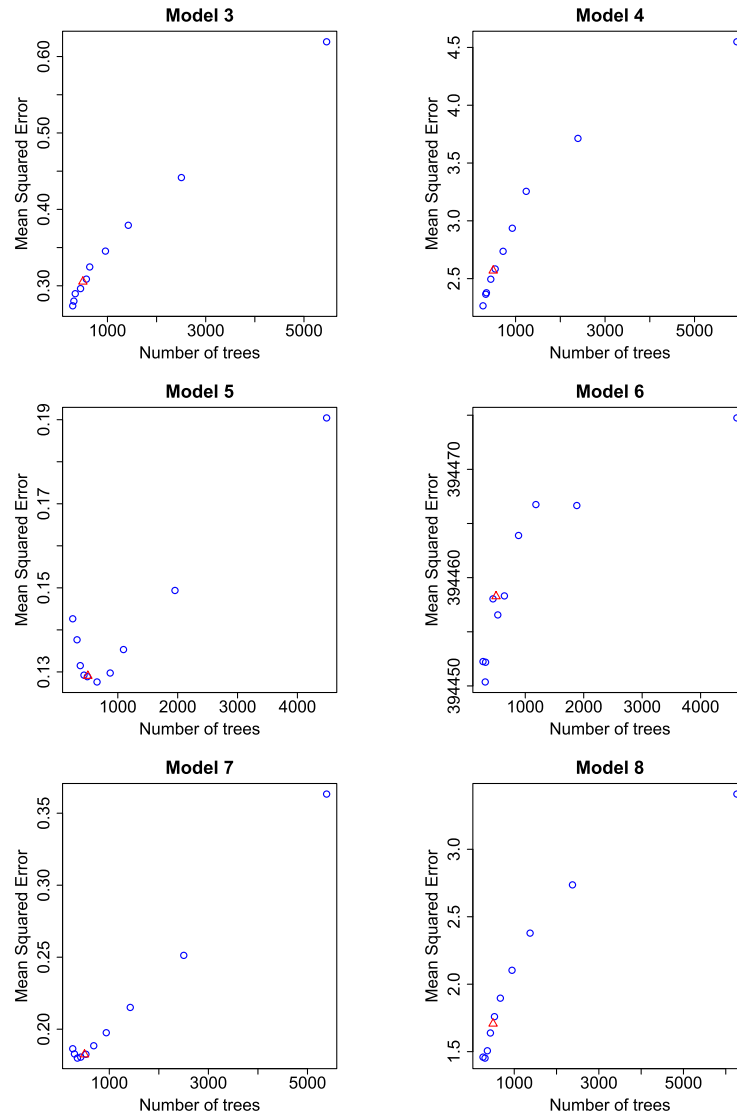 Model 3
Mean Squared Error
0.60
0.50
0.40
0.30
1000 3000 5000
Number of trees
Model 4
Mean Squared Error
4.5
4.0
3.5
3.0
2.5
1000 3000 5000
Number of trees
Model 5
Mean Squared Error
0.19
0.17
0.15
0.13
1000 2000 3000 4000
Number of trees
Model 6
Mean Squared Error
394470
394460
394450
1000 2000 3000 4000
Number of trees
Model 7
Mean Squared Error
0.35
0.30
0.25
0.20
1000 3000 5000
Number of trees
Model 8
Mean Squared Error
3.0
2.5
2.0
1.5
1000 3000 5000
Number of trees